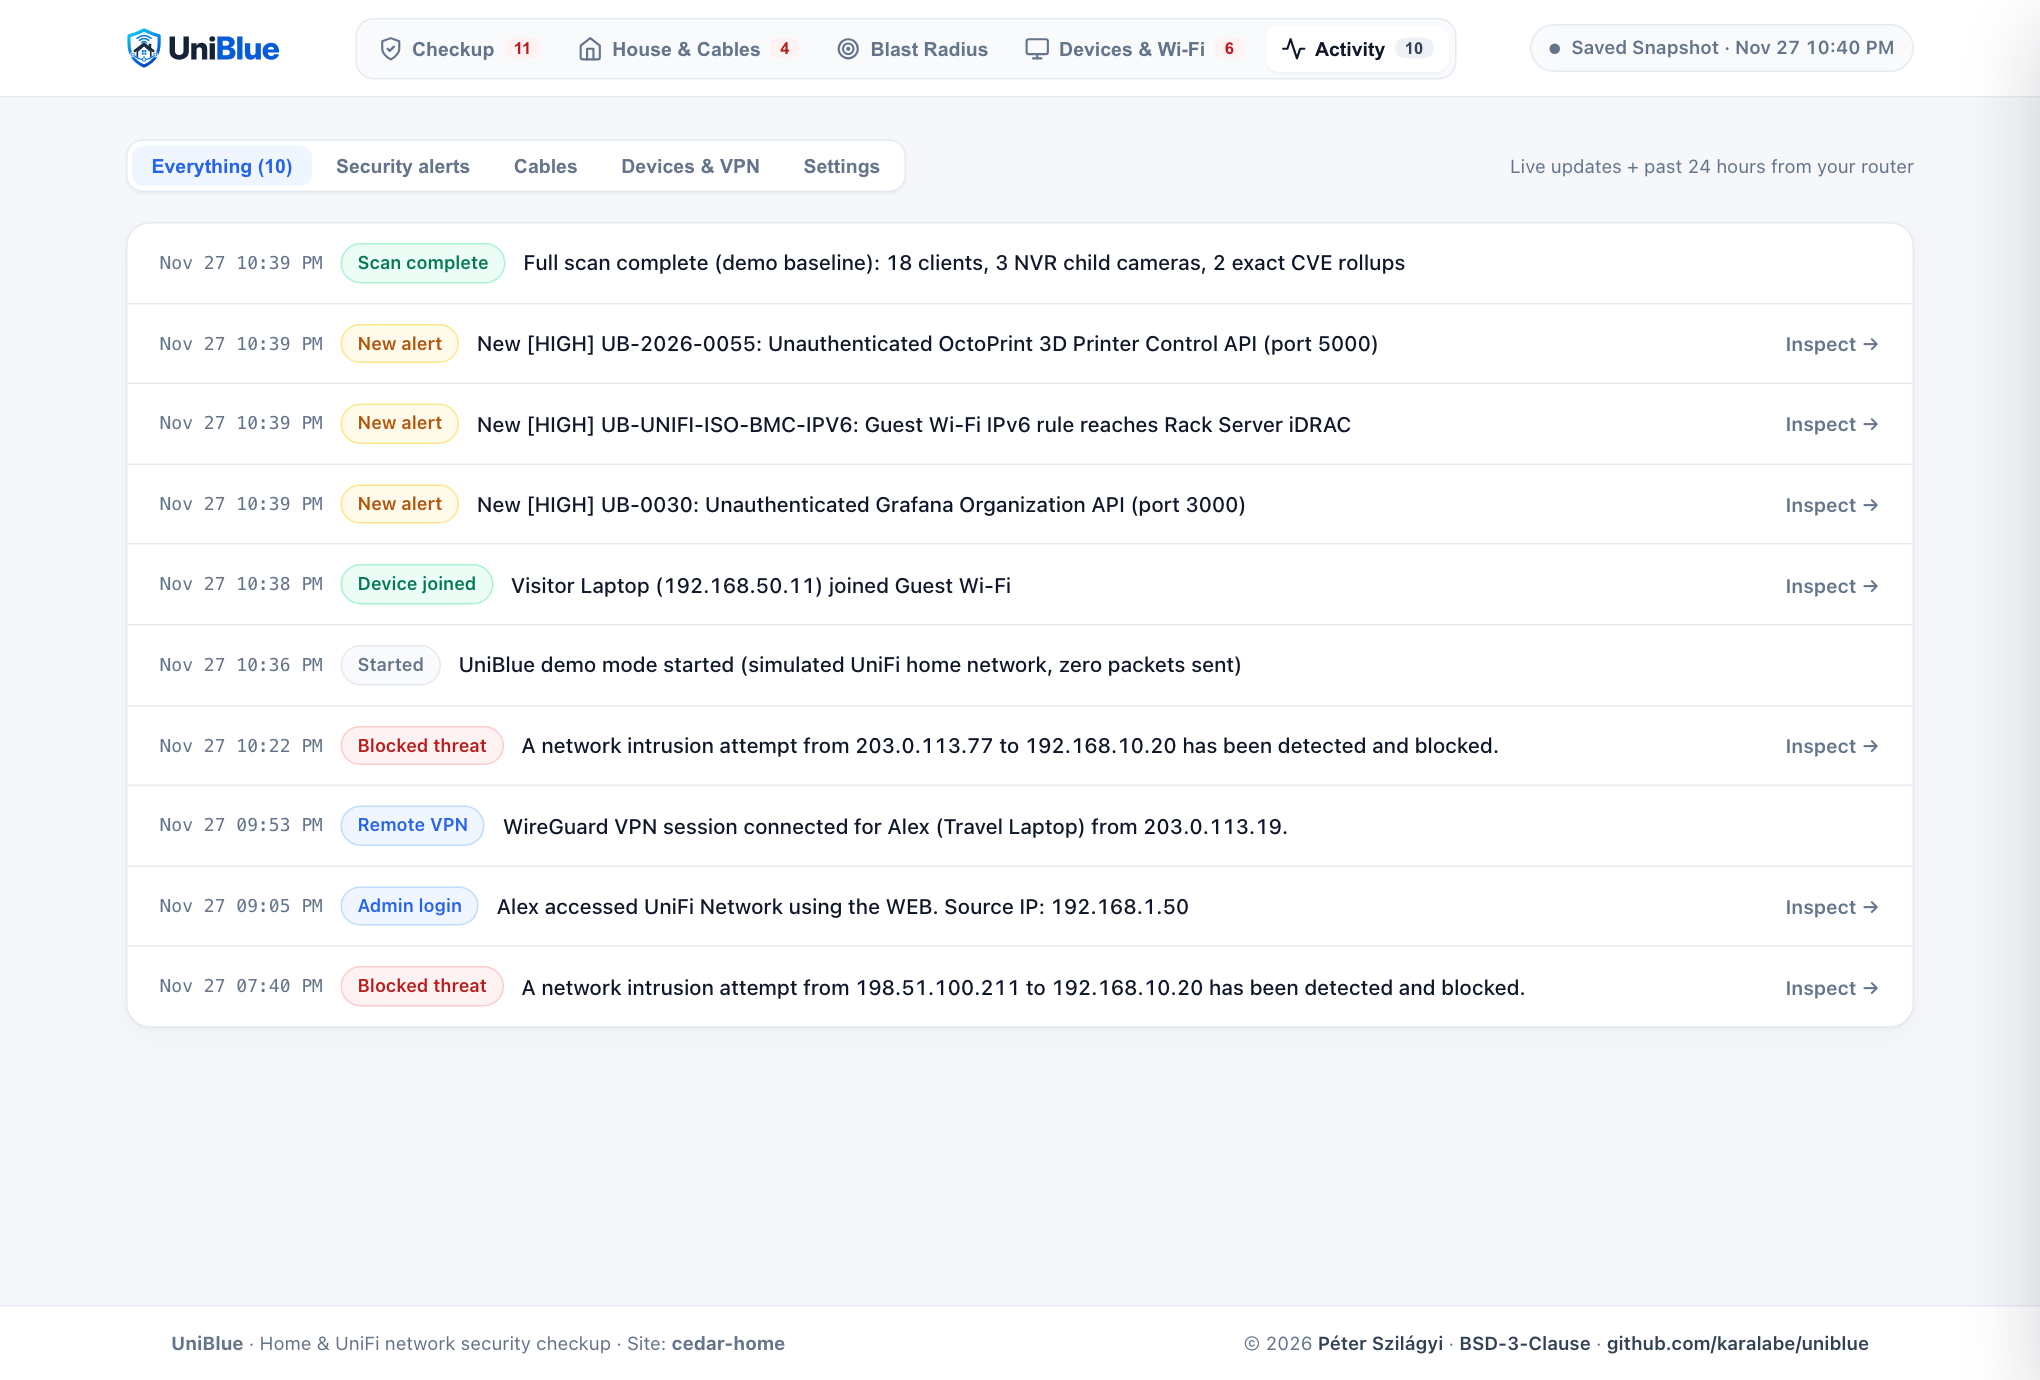 UniBlue
Checkup 11
House & Cables 4
Blast Radius
Devices & Wi-Fi 6
Activity 10
Saved Snapshot · Nov 27 10:40 PM
Everything (10)
Security alerts
Cables
Devices & VPN
Settings
Live updates + past 24 hours from your router
Nov 27 10:39 PM Scan complete Full scan complete (demo baseline): 18 clients, 3 NVR child cameras, 2 exact CVE rollups
Nov 27 10:39 PM New alert New [HIGH] UB-2026-0055: Unauthenticated OctoPrint 3D Printer Control API (port 5000) Inspect →
Nov 27 10:39 PM New alert New [HIGH] UB-UNIFI-ISO-BMC-IPV6: Guest Wi-Fi IPv6 rule reaches Rack Server iDRAC Inspect →
Nov 27 10:39 PM New alert New [HIGH] UB-0030: Unauthenticated Grafana Organization API (port 3000) Inspect →
Nov 27 10:38 PM Device joined Visitor Laptop (192.168.50.11) joined Guest Wi-Fi Inspect →
Nov 27 10:36 PM Started UniBlue demo mode started (simulated UniFi home network, zero packets sent)
Nov 27 10:22 PM Blocked threat A network intrusion attempt from 203.0.113.77 to 192.168.10.20 has been detected and blocked. Inspect →
Nov 27 09:53 PM Remote VPN WireGuard VPN session connected for Alex (Travel Laptop) from 203.0.113.19.
Nov 27 09:05 PM Admin login Alex accessed UniFi Network using the WEB. Source IP: 192.168.1.50 Inspect →
Nov 27 07:40 PM Blocked threat A network intrusion attempt from 198.51.100.211 to 192.168.10.20 has been detected and blocked. Inspect →
UniBlue · Home & UniFi network security checkup · Site: cedar-home
© 2026 Péter Szilágyi · BSD-3-Clause · github.com/karalabe/uniblue